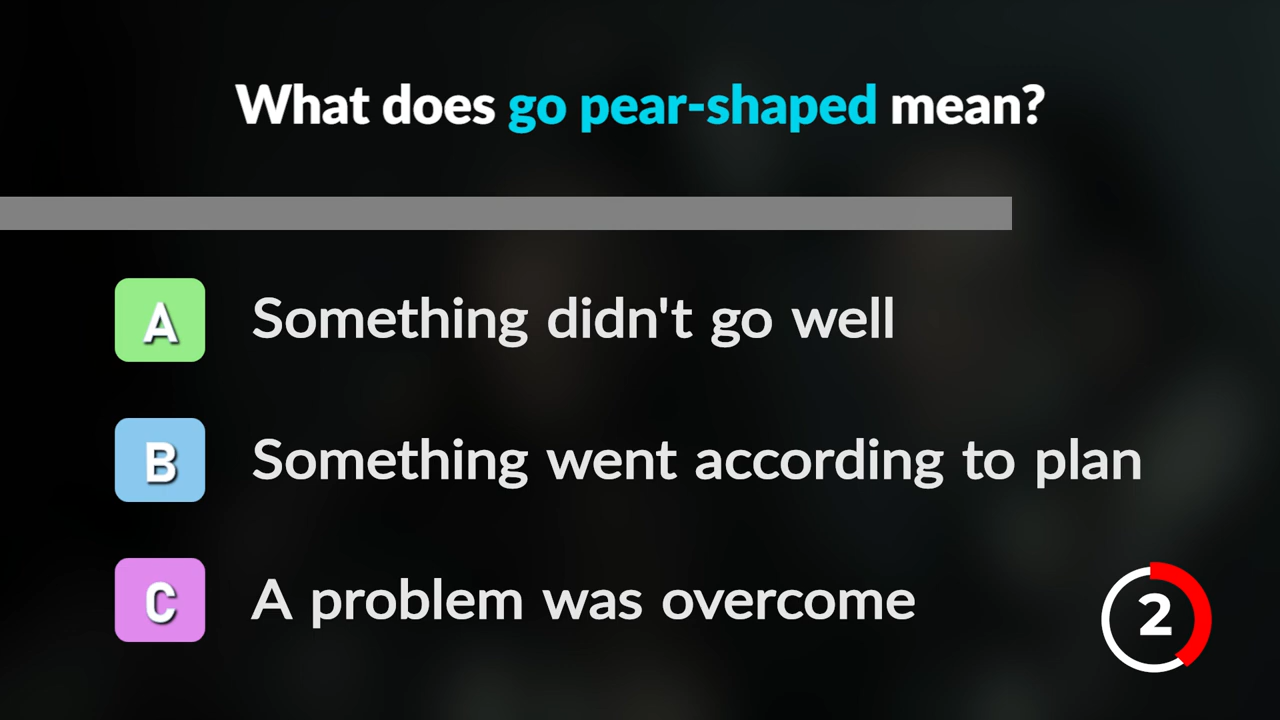 What does go pear-shaped mean?
A Something didn't go well
B Something went according to plan
C A problem was overcome
2